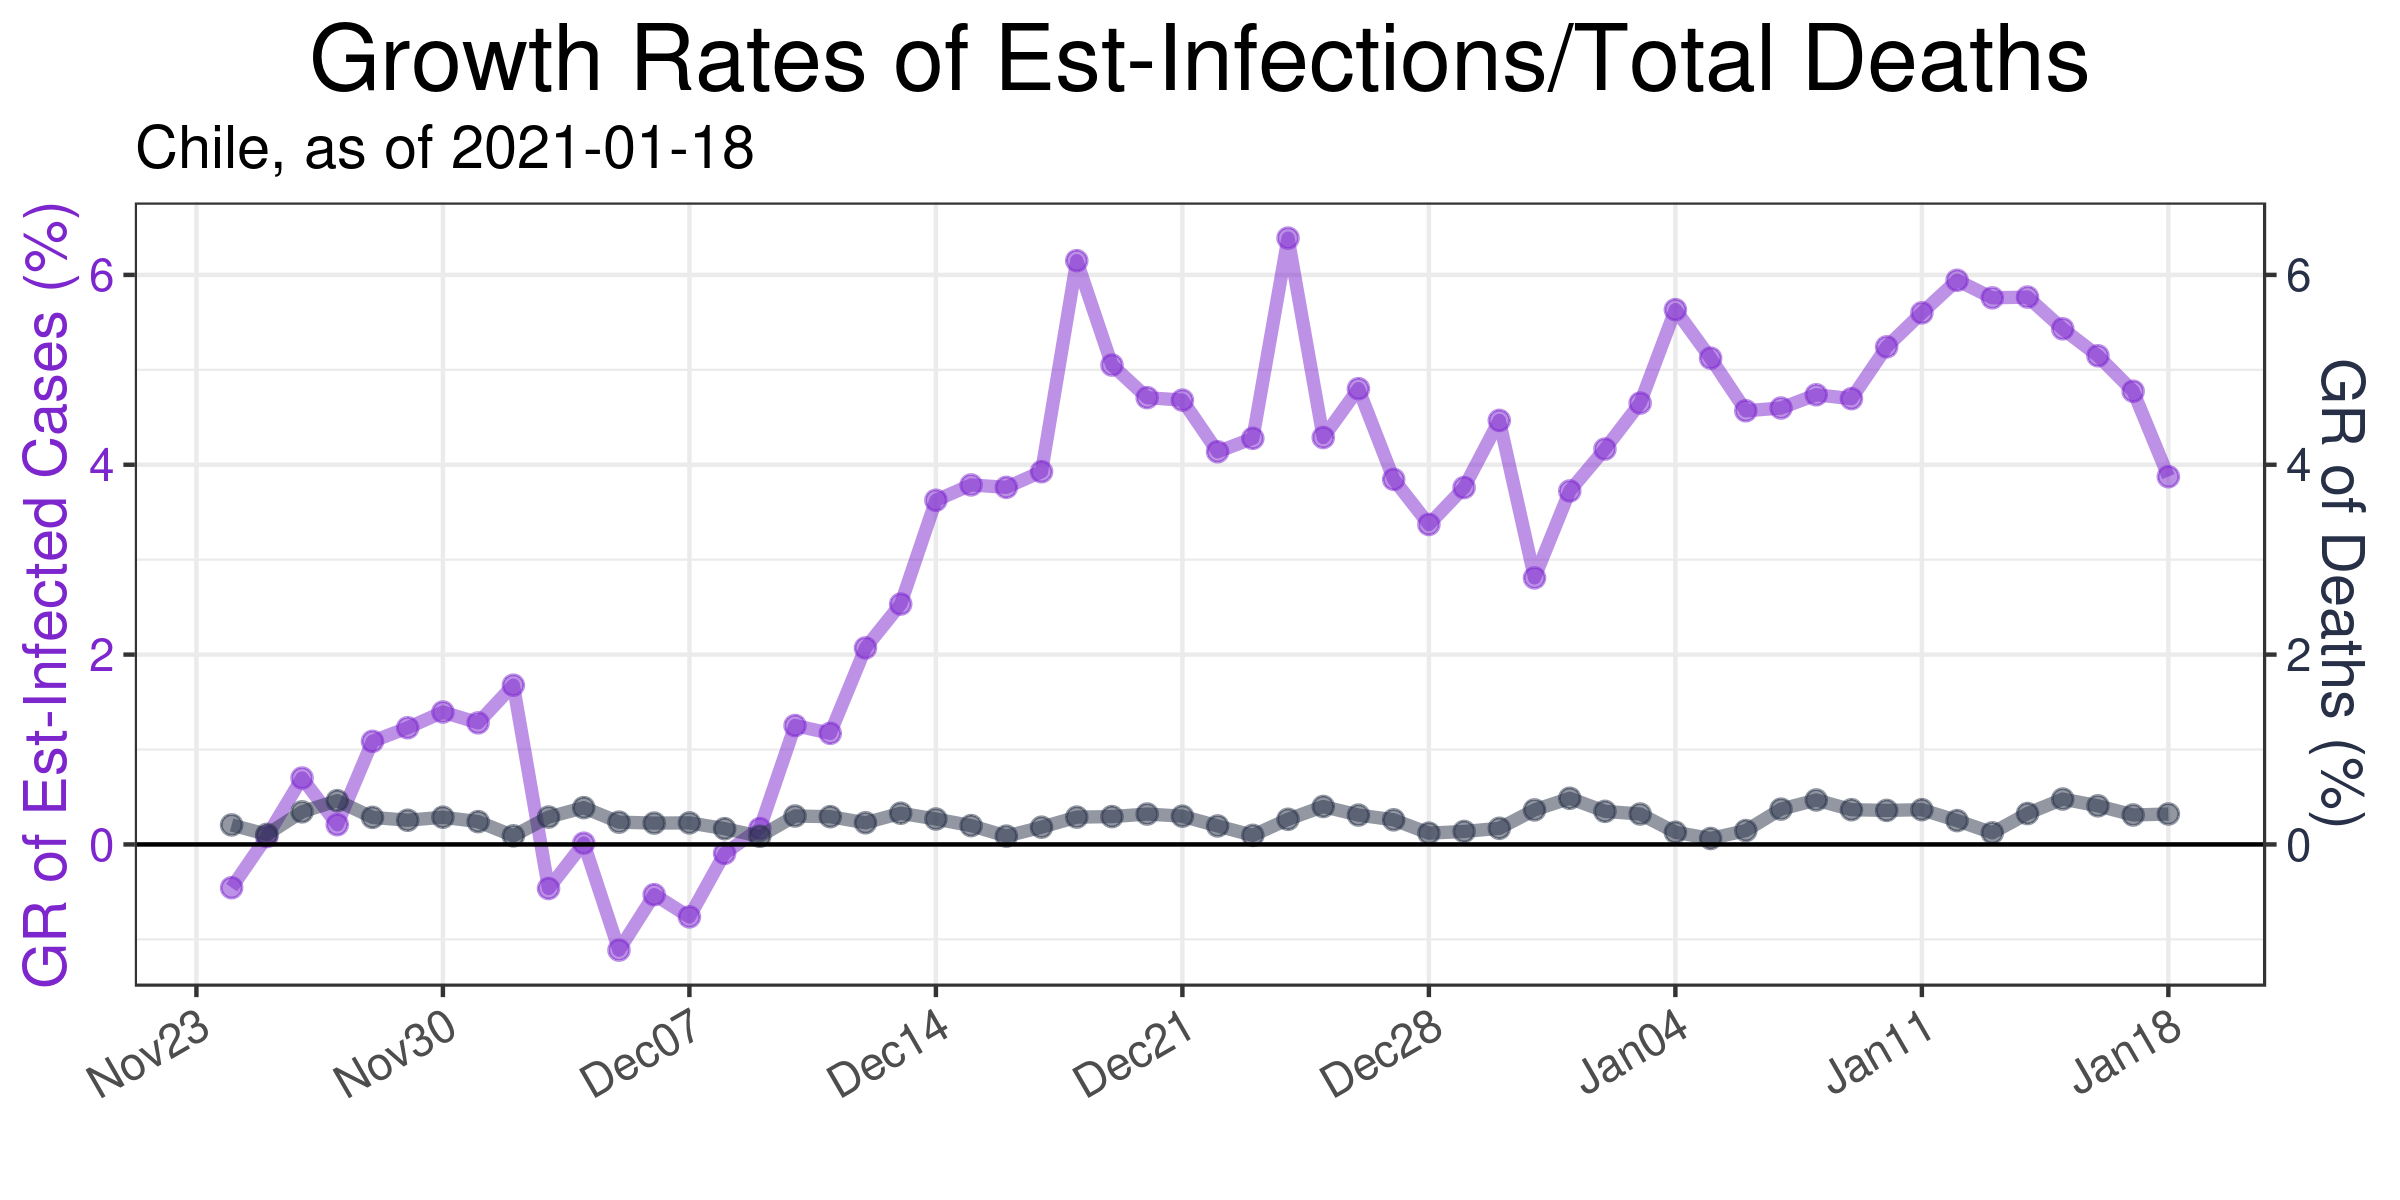 Growth Rates of Est-Infections/Total Deaths
Chile, as of 2021-01-18
GR of Est-Infected Cases (%)
6
4
2
0
6
4
2
0
GR of Deaths (%)
Nov23
Nov30
Dec07
Dec14
Dec21
Dec28
Jan04
Jan11
Jan18